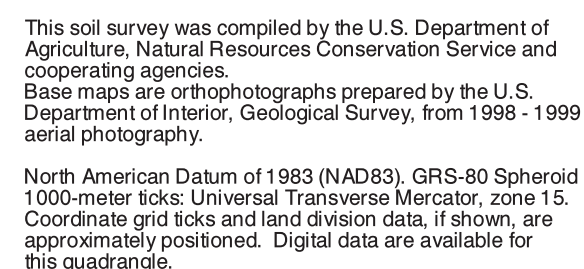 This soil survey was compiled by the U.S. Department of
Agriculture, Natural Resources Conservation Service and
cooperating agencies.
Base maps are orthophotographs prepared by the U.S.
Department of Interior, Geological Survey, from 1998 - 1999
aerial photography.
North American Datum of 1983 (NAD83). GRS-80 Spheroid
1000-meter ticks: Universal Transverse Mercator, zone 15.
Coordinate grid ticks and land division data, if shown, are
approximately positioned.  Digital data are available for
this quadrangle.